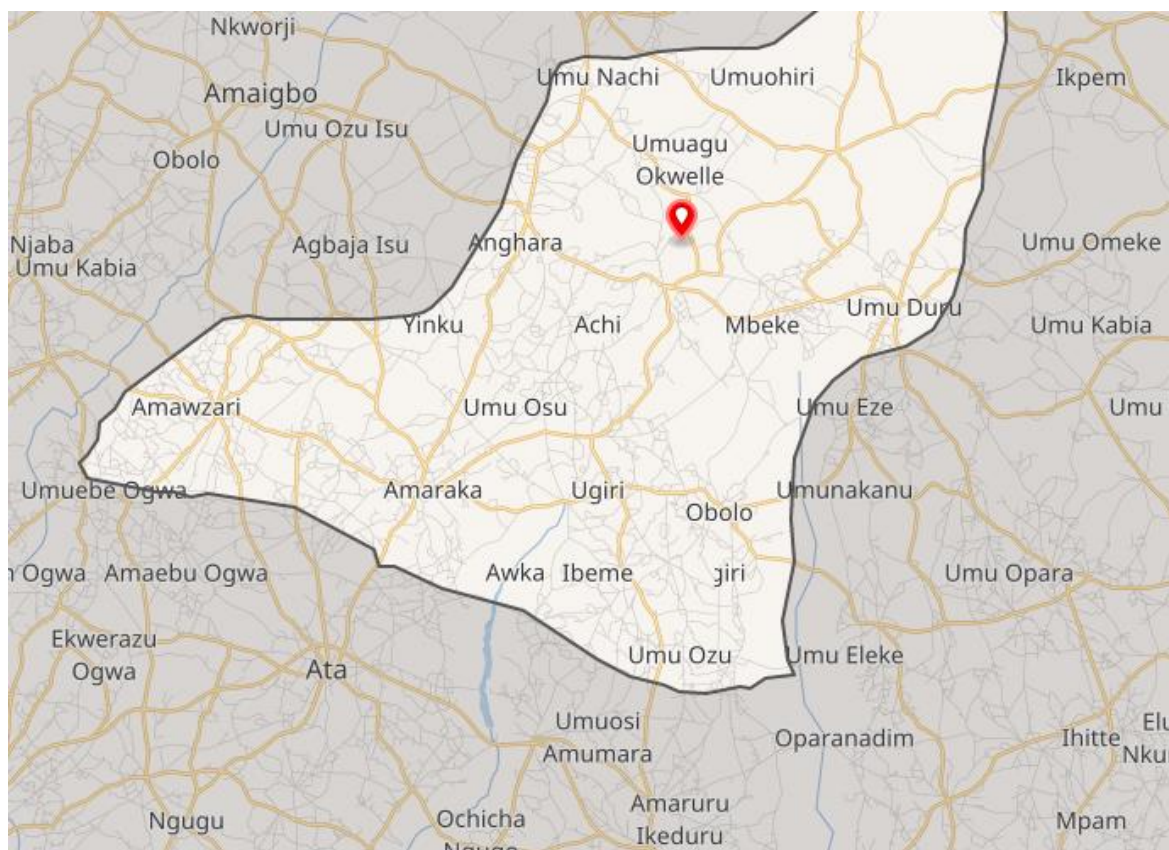 Nkworji
Umu Nachi
Umuohiri
Ikpem
Amaigbo
Umu Ozu Isu
Obolo
Umuagu
Okwelle
Njaba
Umu Kabia
Agbaja Isu
Anghara
Umu Omeke
Yinku
Achi
Mbeke
Umu Duru
Umu Kabia
Amawzari
Umu Osu
Umu Eze
Umu
Umuebe Ogwa
Amaraka
Ugiri
Obolo
Umunakanu
Ogwa
Amaebu Ogwa
Awka
Ibeme
giri
Umu Opara
Ekwerazu
Ogwa
Ata
Umu Ozu
Umu Eleke
Umuosi
Amumara
Oparanadim
Ihitte
Ngugu
Ochicha
Amaruru
Ikeduru
Mpam